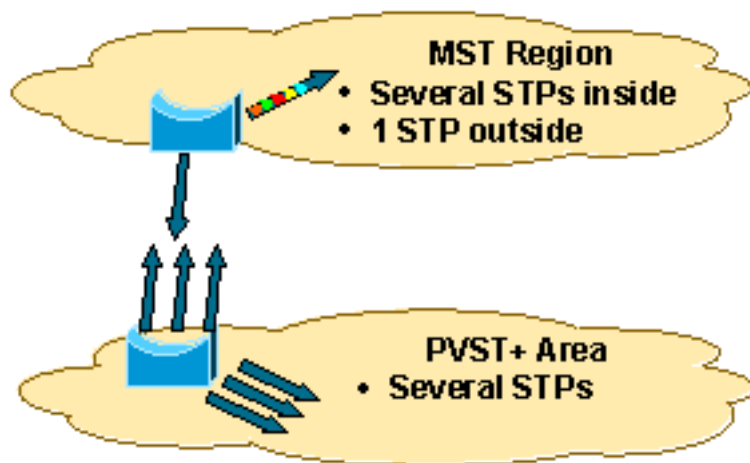 MST Region
• Several STPs inside
• 1 STP outside
PVST+ Area
• Several STPs